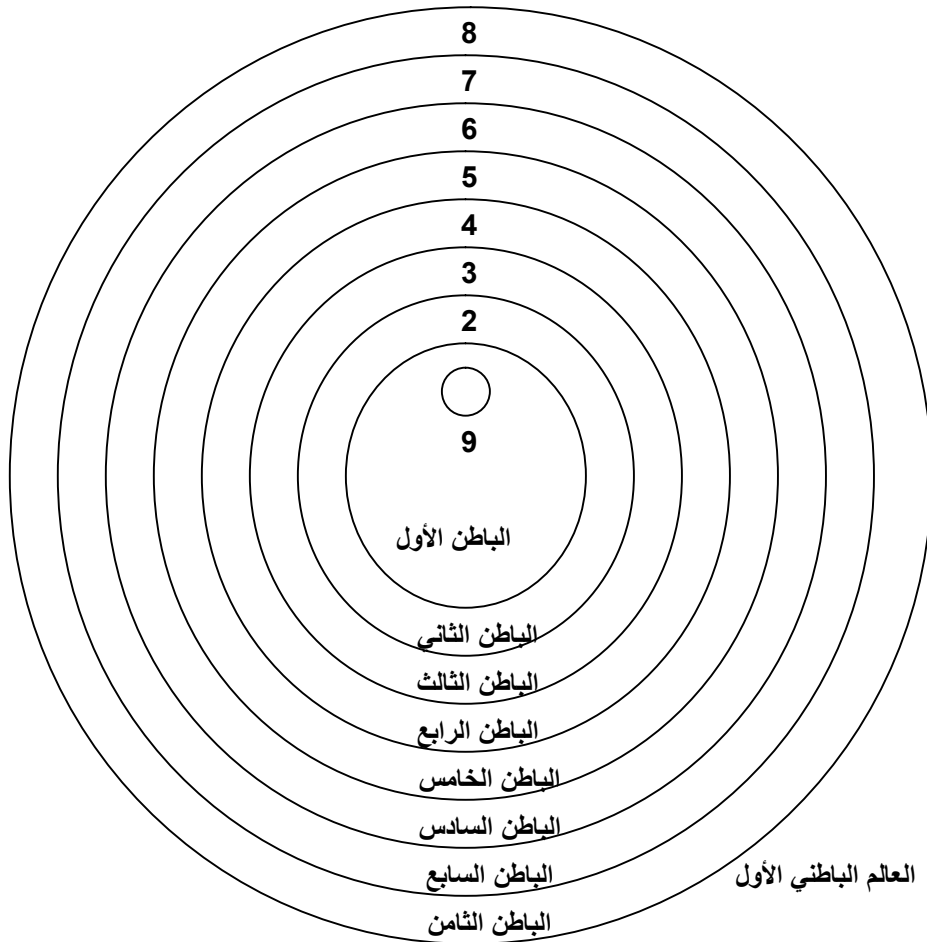 8
7
6
5
4
3
2
9
الباطن الأول
الباطن الثاني
الباطن الثالث
الباطن الرابع
الباطن الخامس
الباطن السادس
الباطن السابع
العالم الباطني الأول
الباطن الثامن